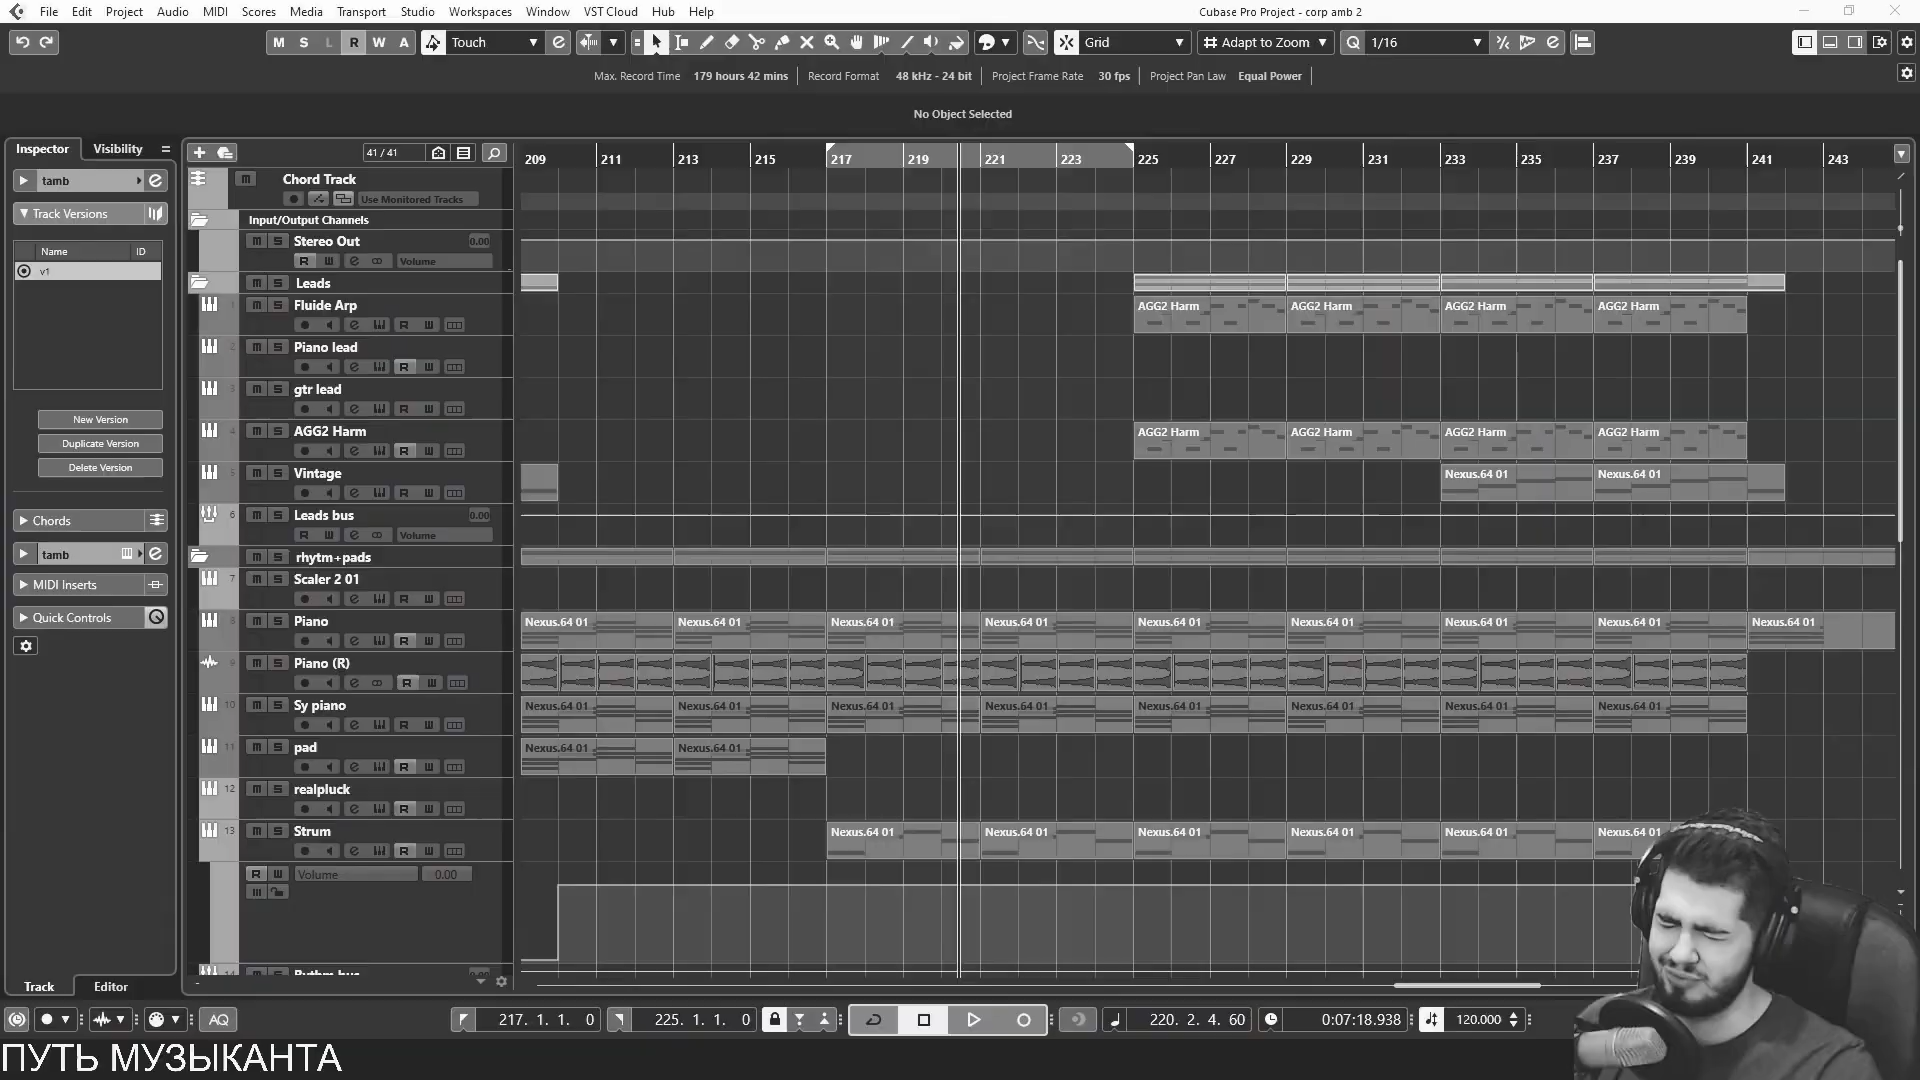 File Edit Project Audio MIDI Scores Media Transport Studio Workspaces Window VST Cloud Hub Help Cubase Pro Project - corp amb 2
M S L R W A Touch Grid Adapt to Zoom Q 1/16
Max. Record Time 179 hours 42 mins Record Format 48 kHz - 24 bit Project Frame Rate 30 fps Project Pan Law Equal Power
No Object Selected
Inspector Visibility
tamb
Track Versions
Name ID
v1
New Version
Duplicate Version
Delete Version
Chords
tamb
MIDI Inserts
Quick Controls
Track Editor
41 / 41
209 211 213 215 217 219 221 223 225 227 229 231 233 235 237 239 241 243
m Chord Track
Use Monitored Tracks
Input/Output Channels
m S Stereo Out 0.00
R Volume
m S Leads
1 m S Fluide Arp
AGG2 Harm AGG2 Harm AGG2 Harm AGG2 Harm
2 m S Piano lead
3 m S gtr lead
4 m S AGG2 Harm
AGG2 Harm AGG2 Harm AGG2 Harm AGG2 Harm
5 m S Vintage
Nexus.64 01 Nexus.64 01
6 m S Leads bus 0.00
R Volume
m S rhytm+pads
7 m S Scaler 2 01
8 m S Piano
Nexus.64 01 Nexus.64 01 Nexus.64 01 Nexus.64 01 Nexus.64 01 Nexus.64 01 Nexus.64 01 Nexus.64 01 Nexus.64 01
9 m S Piano (R)
10 m S Sy piano
Nexus.64 01 Nexus.64 01 Nexus.64 01 Nexus.64 01 Nexus.64 01 Nexus.64 01 Nexus.64 01 Nexus.64 01
11 m S pad
Nexus.64 01 Nexus.64 01
12 m S realpluck
13 m S Strum
Nexus.64 01 Nexus.64 01 Nexus.64 01 Nexus.64 01 Nexus.64 01 Nexus.64
R Volume 0.00
AQ 217. 1. 1. 0 225. 1. 1. 0 220. 2. 4. 60 0:07:18.938 120.000
ПУТЬ МУЗЫКАНТА